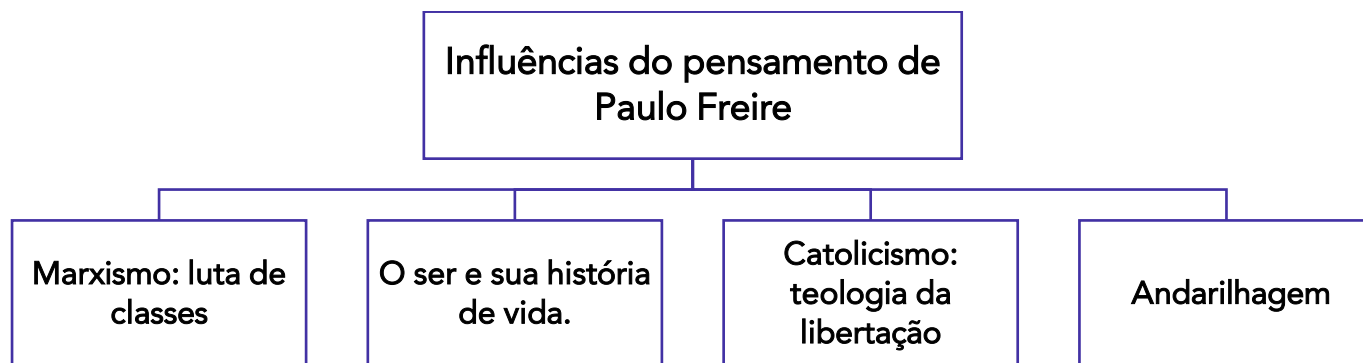 Influências do pensamento de
Paulo Freire
Marxismo: luta de
classes
O ser e sua história
de vida.
Catolicismo:
teologia da
libertação
Andarilhagem